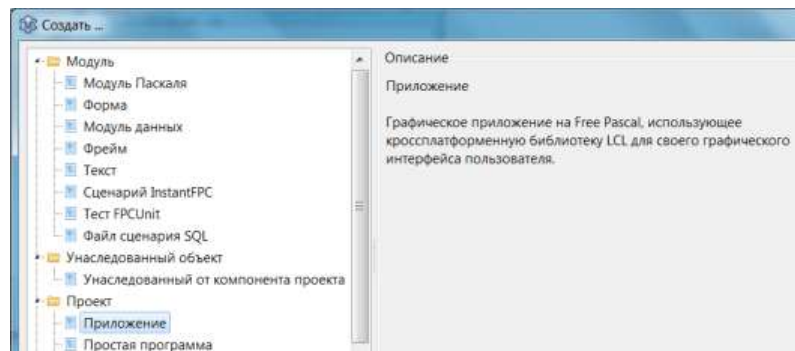 Создать ...
Модуль
Модуль Паскаля
Форма
Модуль данных
Фрейм
Текст
Сценарий InstantFPC
Тест FPCUnit
Файл сценария SQL
Унаследованный объект
Унаследованный от компонента проекта
Проект
Приложение
Простая программа
Описание
Приложение
Графическое приложение на Free Pascal, использующее
кроссплатформенную библиотеку LCL для своего графического
интерфейса пользователя.